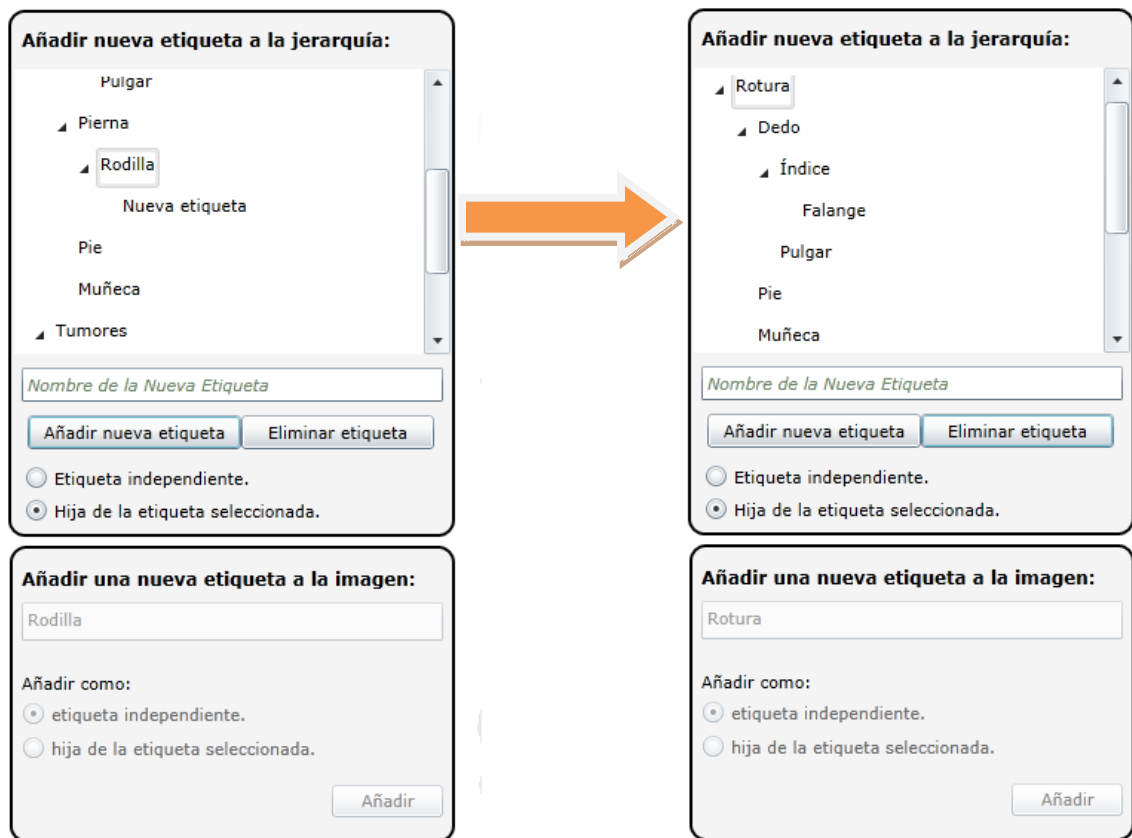 Añadir nueva etiqueta a la jerarquía:
Pulgar
Pierna
Rodilla
Nueva etiqueta
Pie
Muñeca
Tumores
Nombre de la Nueva Etiqueta
Añadir nueva etiqueta Eliminar etiqueta
Etiqueta independiente.
Hija de la etiqueta seleccionada.
Añadir una nueva etiqueta a la imagen:
Rodilla
Añadir como:
etiqueta independiente.
hija de la etiqueta seleccionada.
Añadir
Añadir nueva etiqueta a la jerarquía:
Rotura
Dedo
Índice
Falange
Pulgar
Pie
Muñeca
Nombre de la Nueva Etiqueta
Añadir nueva etiqueta Eliminar etiqueta
Etiqueta independiente.
Hija de la etiqueta seleccionada.
Añadir una nueva etiqueta a la imagen:
Rotura
Añadir como:
etiqueta independiente.
hija de la etiqueta seleccionada.
Añadir